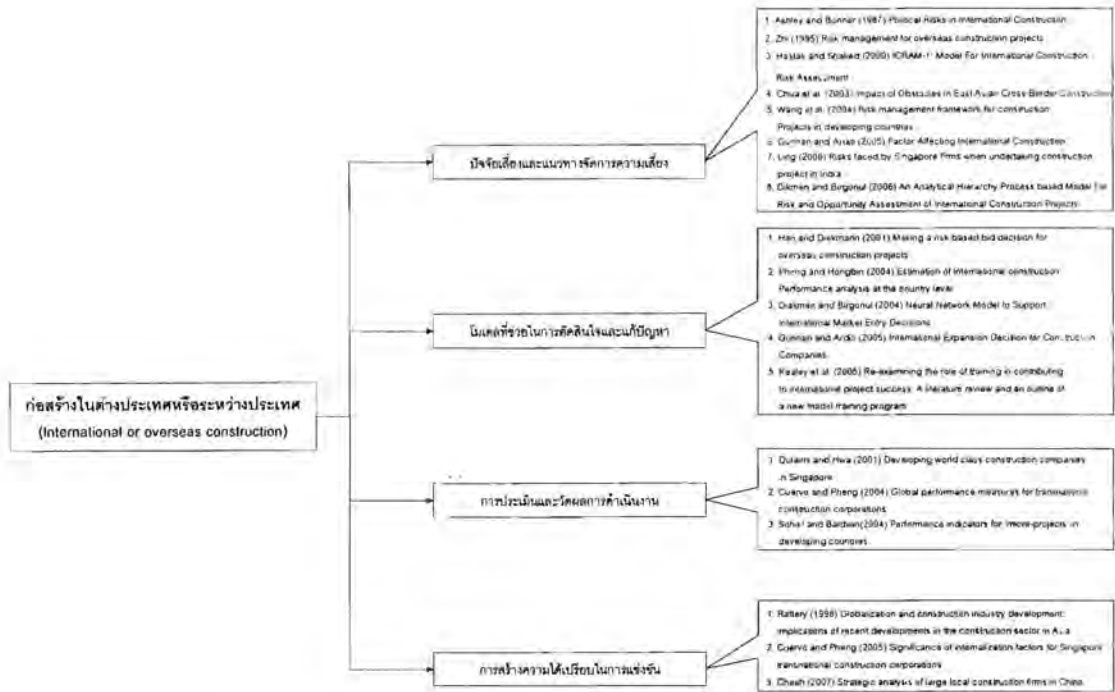 ก่อสร้างในต่างประเทศหรือระหว่างประเทศ
(International or overseas construction)
ปัจจัยเสี่ยงและแนวทางจัดการความเสี่ยง
1. Ashley and Bonner (1987) Political Risks in International Construction
2. Zhi (1995) Risk management for overseas construction projects
3. Hastak and Shaked (2000) ICRAM-1: Model For International Construction
Risk Assessment
4. Chua et al. (2003) Impact of Obstacles in East Asian Cross-Border Construction
5. Wang et al. (2004) Risk management framework for construction
Projects in developing countries
6. Gunhan and (2005) Factor Affecting International Construction
7. Ling (2006) Risks faced by Singapore firms when undertaking construction
project in India
8. Dikmen and Birgonul (2006) An Analytical Hierarchy Process based Model For
Risk and Opportunity Assessment of International Construction Projects
โมเดลที่ช่วยในการตัดสินใจและแก้ปัญหา
1. Han and Diekmann (2001) Making a risk based bid decision for
overseas construction projects
2. Pheng and Hongbin (2004) Estimation of International construction
Performance analysis at the country level
3. and Birgonul (2004) Neural Network Model to Support
International Market Entry Decisions
4. Gunhan and Arditi (2005) International Expansion Decision for Construction
Companies
5. Kealey et al. (2006) Re-examining the role of training in contributing
to international project success: A literature review and an outline of
a new model training program
การประเมินและวัดผลการดำเนินงาน
1. and Hwa (2001) Developing world class construction companies
in Singapore
2. Cuervo and Pheng (2004) Global performance measures for transnational
construction corporations
3. and (2004) Performance indicators for projects in
developing countries
การสร้างความได้เปรียบในการแข่งขัน
1. Raftery (1998) Globalization and construction industry development:
implications of recent developments in the construction sector in Asia
2. Cuervo and Pheng (2005) Significance of internalization factors for Singapore
transnational construction corporations
3. (2007) Strategic analysis of large local construction firms in China